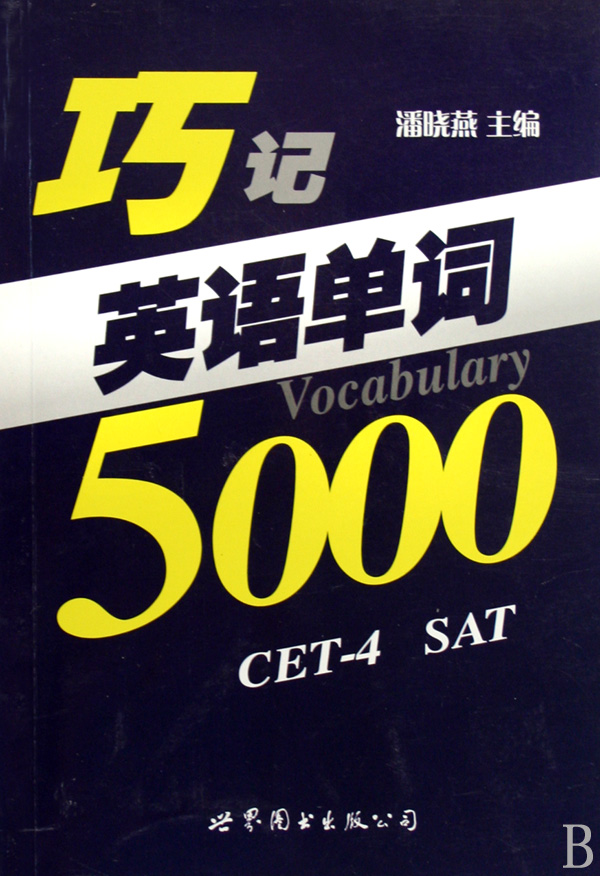 巧记
潘晓燕 主编
英语单词
Vocabulary
5000
CET-4 SAT
世界图书出版公司
B